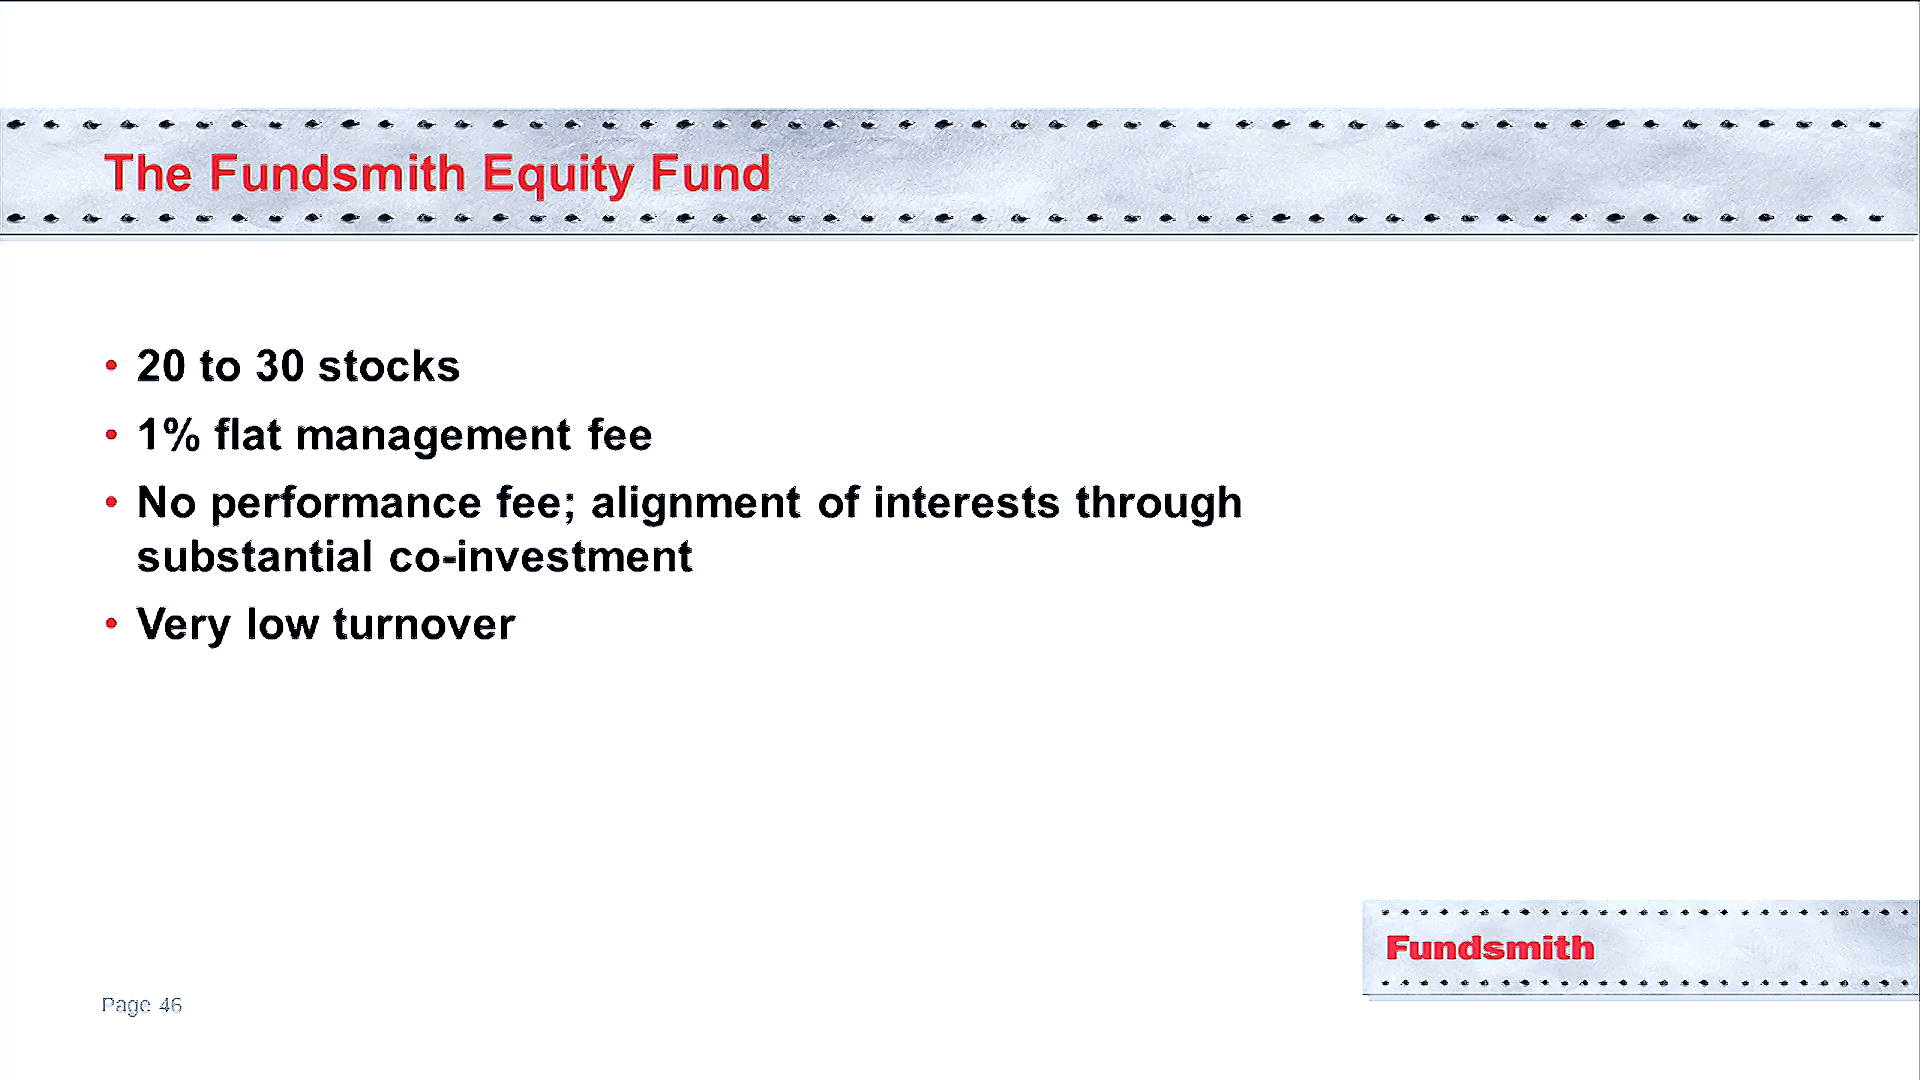 The Fundsmith Equity Fund
• 20 to 30 stocks
• 1% flat management fee
• No performance fee; alignment of interests through
substantial co-investment
• Very low turnover
Fundsmith
Page 46